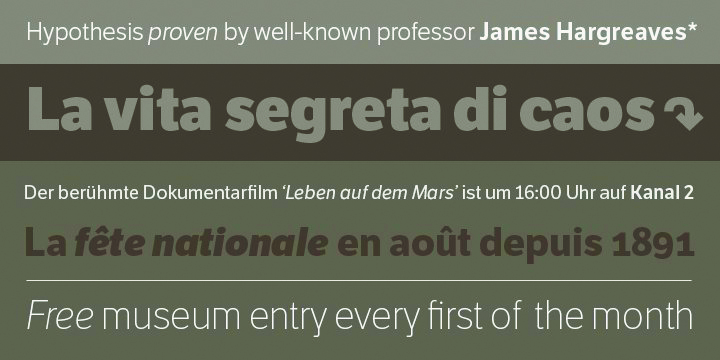 Hypothesis proven by well-known professor James Hargreaves*
La vita segreta di caos ↷
Der berühmte Dokumentarfilm ‘Leben auf dem Mars’ ist um 16:00 Uhr auf Kanal 2
La fête nationale en août depuis 1891
Free museum entry every first of the month